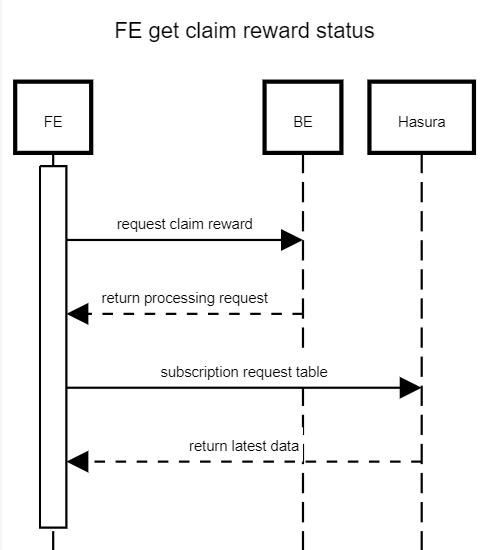 FE get claim reward status
FE
BE
Hasura
request claim reward
return processing request
subscription request table
return latest data